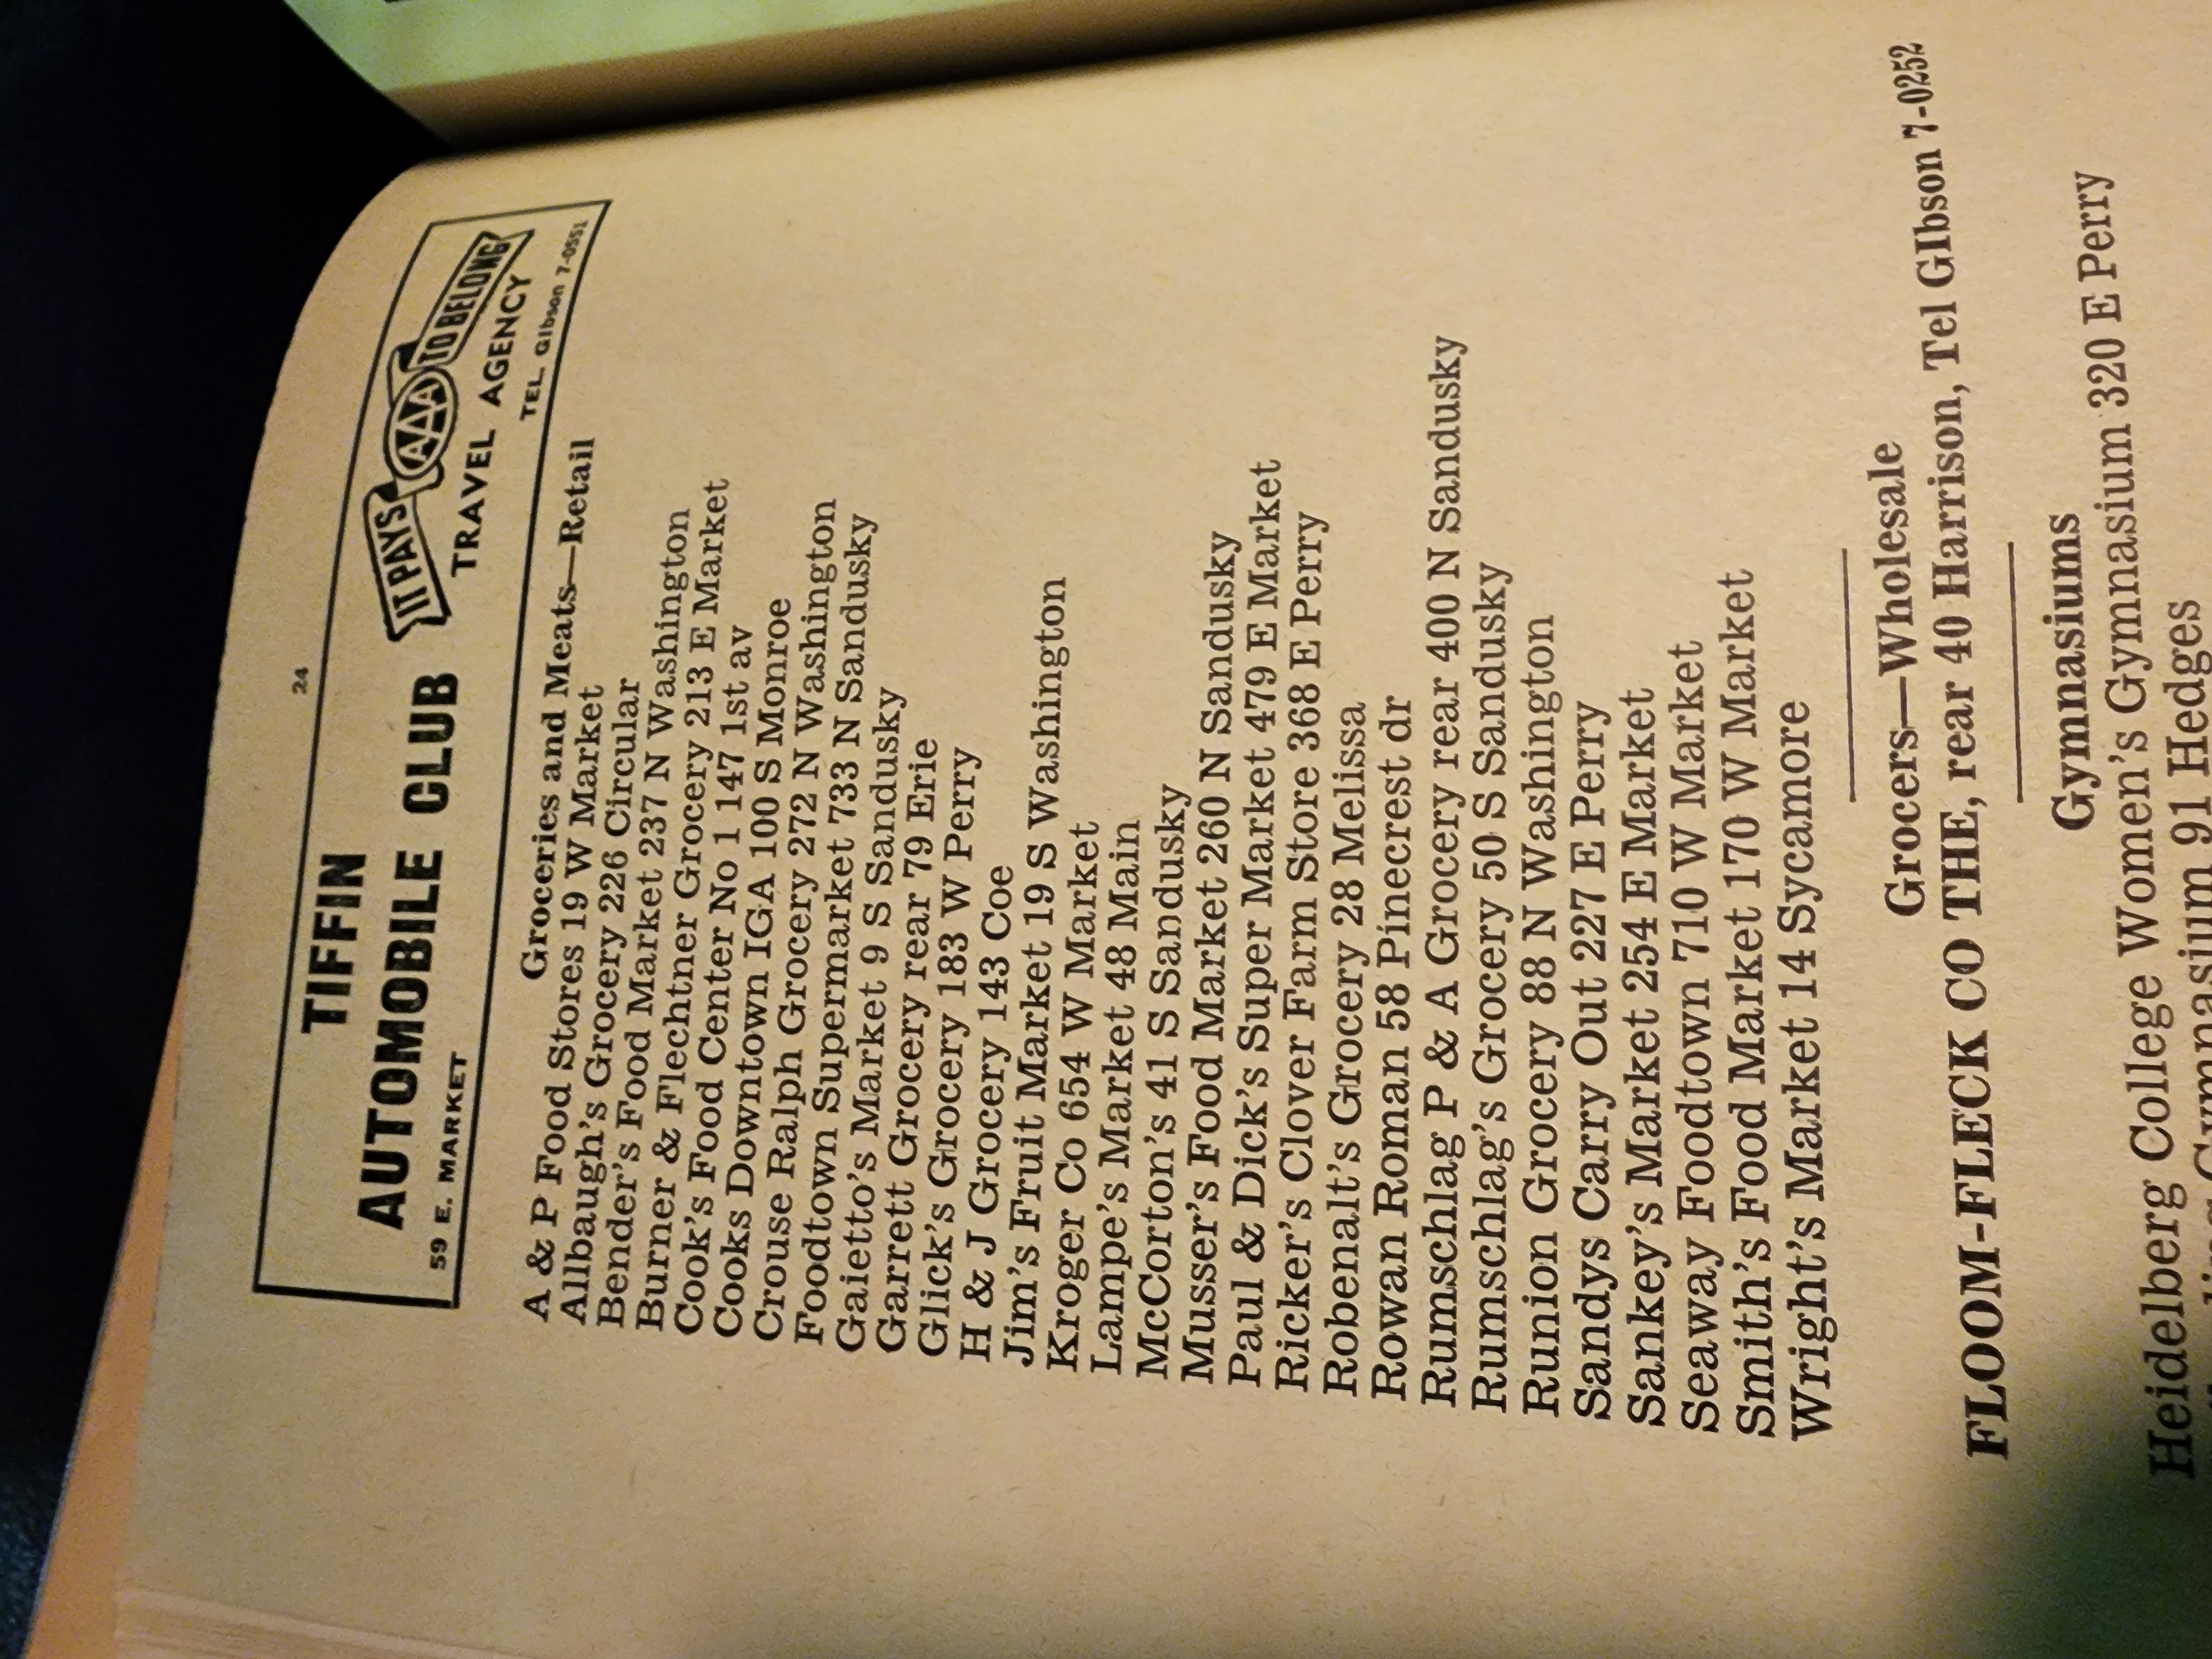 24
TIFFIN
AUTOMOBILE CLUB
59 E. MARKET
IT PAYS AAA TO BELONG
TRAVEL AGENCY
TEL. GIbson 7-0551
Groceries and Meats—Retail
A & P Food Stores 19 W Market
Allbaugh's Grocery 226 Circular
Bender's Food Market 237 N Washington
Burner & Flechtner Grocery 213 E Market
Cook's Food Center No 1 147 1st av
Cooks Downtown IGA 100 S Monroe
Crouse Ralph Grocery 272 N Washington
Foodtown Supermarket 733 N Sandusky
Gaietto's Market 9 S Sandusky
Garrett Grocery rear 79 Erie
Glick's Grocery 183 W Perry
H & J Grocery 143 Coe
Jim's Fruit Market 19 S Washington
Kroger Co 654 W Market
Lampe's Market 48 Main
McCorton's 41 S Sandusky
Musser's Food Market 260 N Sandusky
Paul & Dick's Super Market 479 E Market
Ricker's Clover Farm Store 368 E Perry
Robenalt's Grocery 28 Melissa
Rowan Roman 58 Pinecrest dr
Rumschlag P & A Grocery rear 400 N Sandusky
Rumschlag's Grocery 50 S Sandusky
Runion Grocery 88 N Washington
Sandys Carry Out 227 E Perry
Sankey's Market 254 E Market
Seaway Foodtown 710 W Market
Smith's Food Market 170 W Market
Wright's Market 14 Sycamore
Grocers—Wholesale
FLOOM-FLECK CO THE, rear 40 Harrison, Tel GIbson 7-0252
Gymnasiums
Heidelberg College Women's Gymnasium 320 E Perry
Gymnasium 91 Hedges